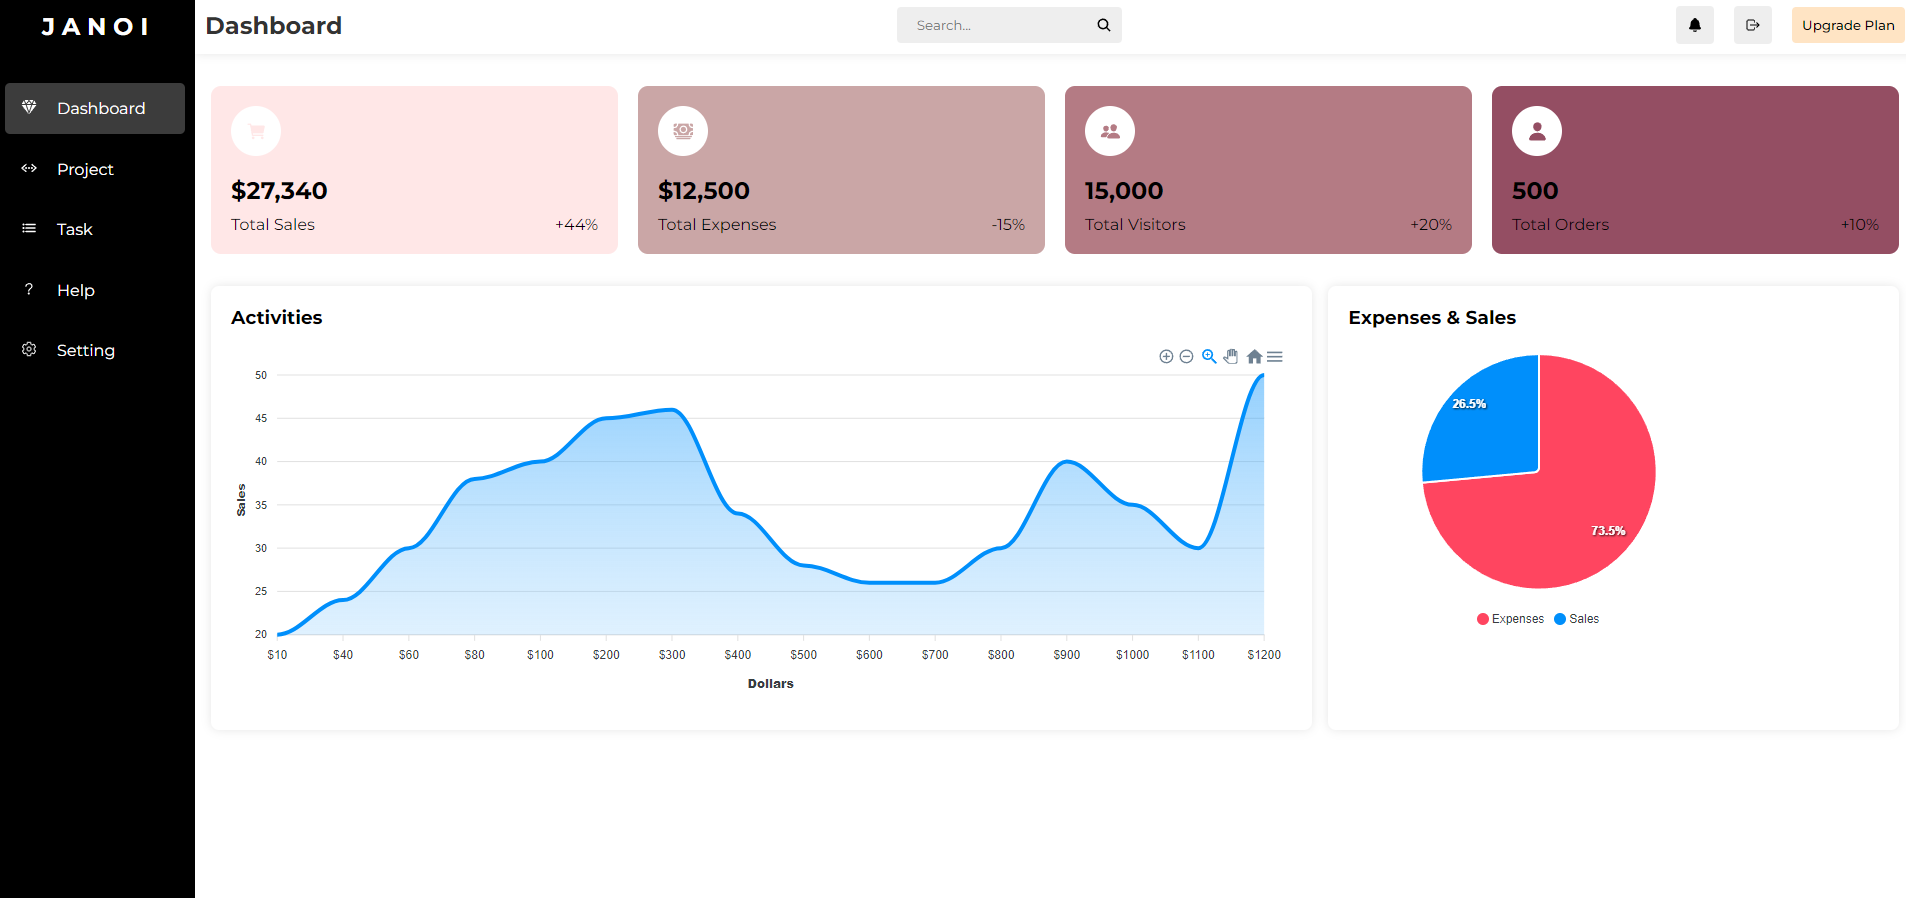 JANOI
Dashboard
Search...
Upgrade Plan
Dashboard
Project
Task
Help
Setting
$27,340
Total Sales +44%
$12,500
Total Expenses -15%
15,000
Total Visitors +20%
500
Total Orders +10%
Activities
50
45
40
35
30
25
20
Sales
$10 $40 $60 $80 $100 $200 $300 $400 $500 $600 $700 $800 $900 $1000 $1100 $1200
Dollars
Expenses & Sales
26.5%
73.5%
Expenses Sales